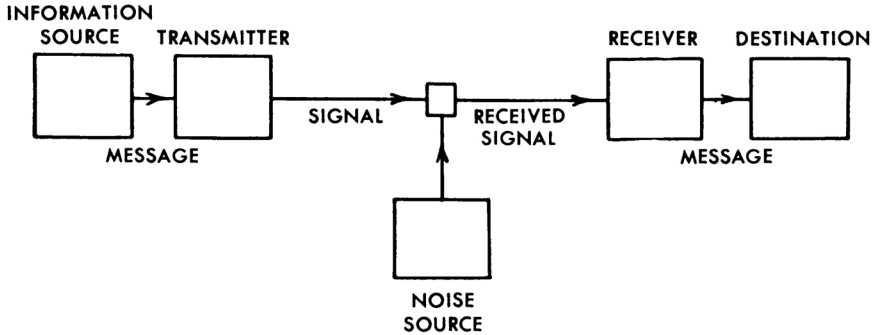 INFORMATION
SOURCE
TRANSMITTER
RECEIVER
DESTINATION
SIGNAL
RECEIVED
SIGNAL
MESSAGE
MESSAGE
NOISE
SOURCE